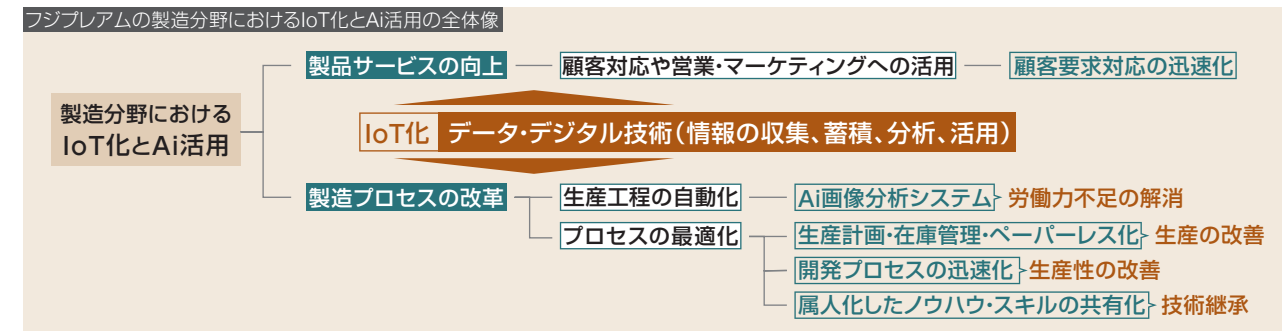 フジプレアムの製造分野におけるIoT化とAi活用の全体像
製品サービスの向上 顧客対応や営業・マーケティングへの活用 顧客要求対応の迅速化
製造分野における
IoT化とAi活用
IoT化 データ・デジタル技術(情報の収集、蓄積、分析、活用)
製造プロセスの改革 生産工程の自動化 Ai画像分析システム 労働力不足の解消
プロセスの最適化 生産計画・在庫管理・ペーパーレス化 生産の改善
開発プロセスの迅速化 生産性の改善
属人化したノウハウ・スキルの共有化 技術継承